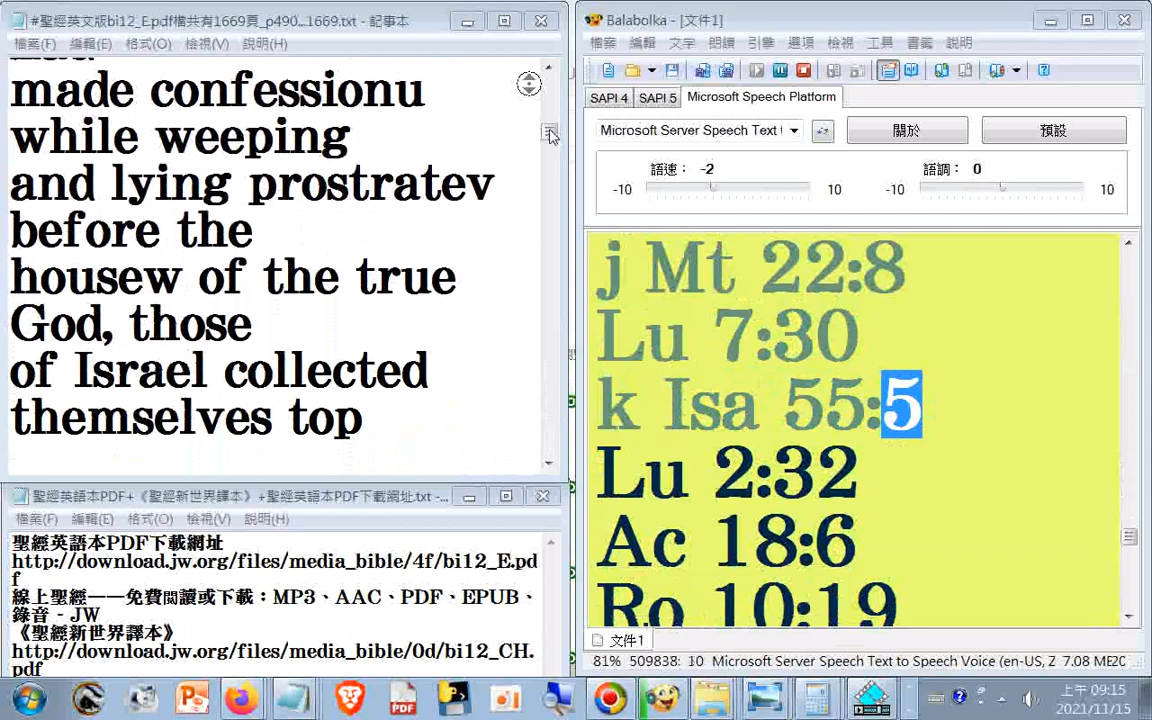 #聖經英文版bi12_E.pdf橫共有1669頁_p490...1669.txt - 記事本
檔案(F) 編輯(E) 格式(O) 檢視(V) 說明(H)
made confessionu
while weeping
and lying prostratev
before the
housew of the true
God, those
of Israel collected
themselves top
聖經英語本PDF+《聖經新世界譯本》+聖經英語本PDF下載網址.txt -...
檔案(F) 編輯(E) 格式(O) 檢視(V) 說明(H)
聖經英語本PDF下載網址
http://download.jw.org/files/media_bible/4f/bi12_E.pd
f
線上聖經——免費閱讀或下載：MP3、AAC、PDF、EPUB、
錄音 - JW
《聖經新世界譯本》
http://download.jw.org/files/media_bible/0d/bi12_CH.
pdf
Balabolka - [文件1]
檔案 編輯 文字 朗讀 引擎 選項 檢視 工具 書籤 說明
SAPI 4 SAPI 5 Microsoft Speech Platform
Microsoft Server Speech Text 關於 預設
語速： -2 語調： 0
-10 10 -10 10
j Mt 22:8
Lu 7:30
k Isa 55:5
Lu 2:32
Ac 18:6
Ro 10:19
文件1
81% 509838: 10 Microsoft Server Speech Text to Speech Voice (en-US, Z 7.08 ME20
上午 09:15
2021/11/15